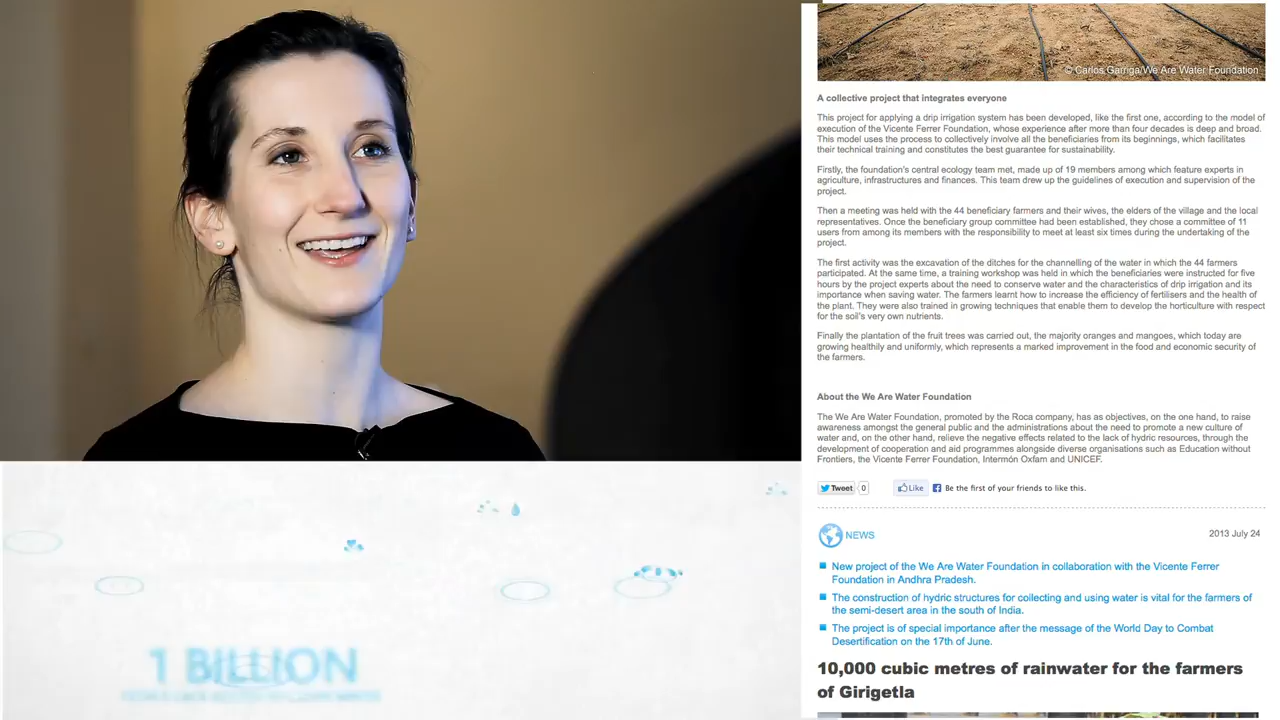 © Carlos Garriga/We Are Water Foundation
A collective project that integrates everyone
This project for applying a drip irrigation system has been developed, like the first one, according to the model of
execution of the Vicente Ferrer Foundation, whose experience after more than four decades is deep and broad.
This model uses the process to collectively involve all the beneficiaries from its beginnings, which facilitates
their technical training and constitutes the best guarantee for sustainability.
Firstly, the foundation's central ecology team met, made up of 19 members among which feature experts in
agriculture, infrastructures and finances. This team drew up the guidelines of execution and supervision of the
project.
Then a meeting was held with the 44 beneficiary farmers and their wives, the elders of the village and the local
representatives. Once the beneficiary group committee had been established, they chose a committee of 11
users from among its members with the responsibility to meet at least six times during the undertaking of the
project.
The first activity was the excavation of the ditches for the channelling of the water in which the 44 farmers
participated. At the same time, a training workshop was held in which the beneficiaries were instructed for five
hours by the project experts about the need to conserve water and the characteristics of drip irrigation and its
importance when saving water. The farmers learnt how to increase the efficiency of fertilisers and the health of
the plant. They were also trained in growing techniques that enable them to develop the horticulture with respect
for the soil's very own nutrients.
Finally the plantation of the fruit trees was carried out, the majority oranges and mangoes, which today are
growing healthily and uniformly, which represents a marked improvement in the food and economic security of
the farmers.
About the We Are Water Foundation
The We Are Water Foundation, promoted by the Roca company, has as objectives, on the one hand, to raise
awareness amongst the general public and the administrations about the need to promote a new culture of
water and, on the other hand, relieve the negative effects related to the lack of hydric resources, through the
development of cooperation and aid programmes alongside diverse organisations such as Education without
Frontiers, the Vicente Ferrer Foundation, Intermón Oxfam and UNICEF.
Tweet 0 Like Be the first of your friends to like this.
NEWS 2013 July 24
New project of the We Are Water Foundation in collaboration with the Vicente Ferrer
Foundation in Andhra Pradesh.
The construction of hydric structures for collecting and using water is vital for the farmers of
the semi-desert area in the south of India.
The project is of special importance after the message of the World Day to Combat
Desertification on the 17th of June.
10,000 cubic metres of rainwater for the farmers
of Girigetla
1 BILLION